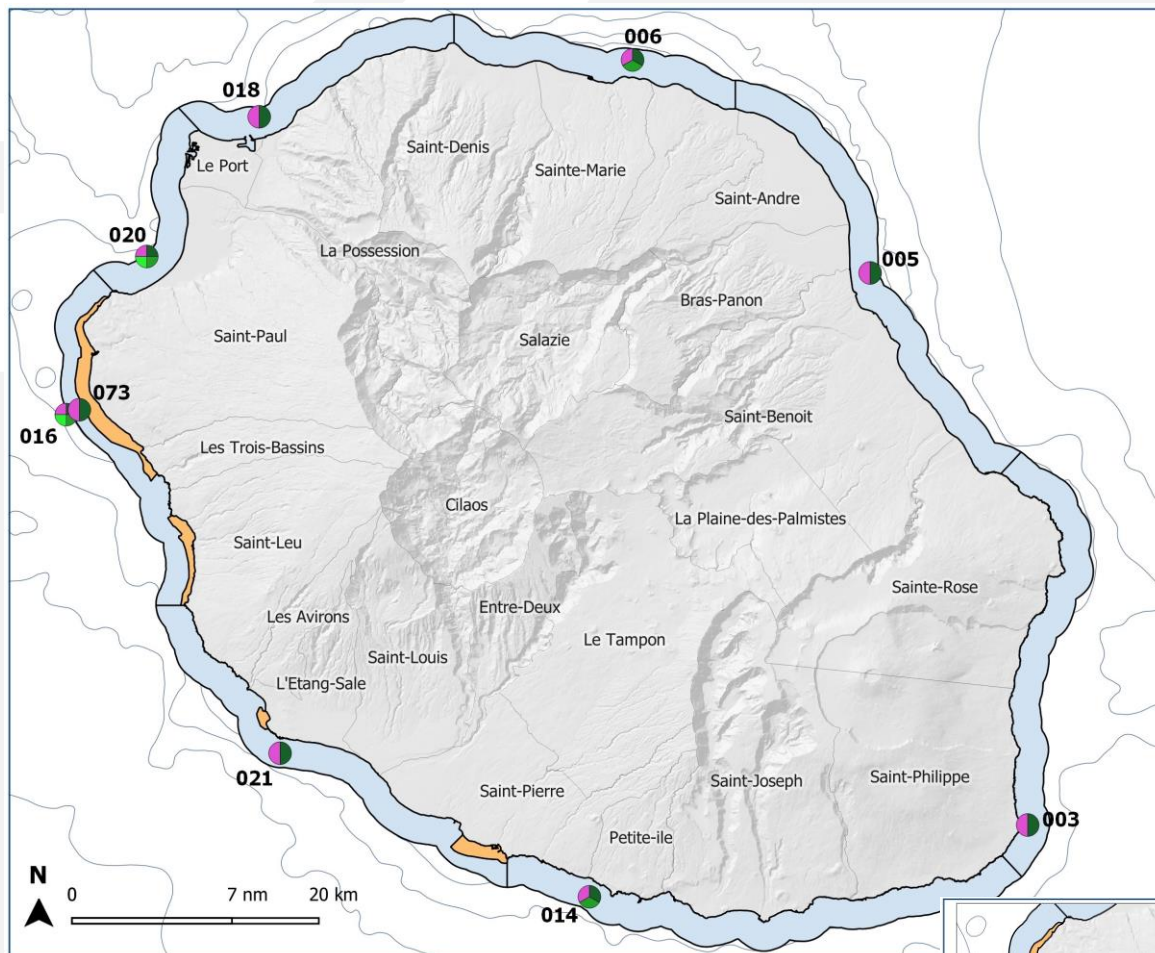 006
018
Saint-Denis
Le Port
Sainte-Marie
Saint-Andre
020
La Possession
005
Bras-Panon
Saint-Paul
Salazie
073
016
Saint-Benoit
Les Trois-Bassins
Cilaos
La Plaine-des-Palmistes
Saint-Leu
Sainte-Rose
Entre-Deux
Les Avirons
Le Tampon
Saint-Louis
L'Etang-Sale
021
Saint-Joseph
Saint-Philippe
Saint-Pierre
003
Petite-ile
N
0 7 nm 20 km
014